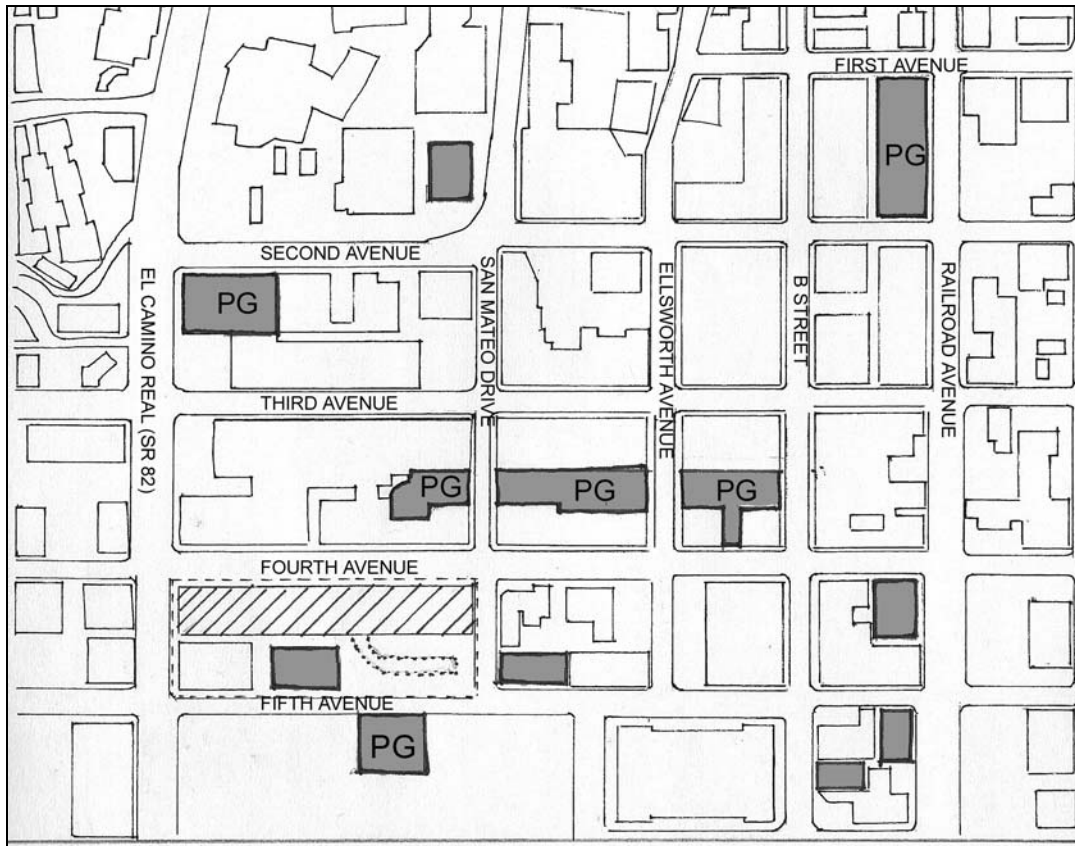 FIRST AVENUE
PG
SECOND AVENUE
PG
EL CAMINO REAL (SR 82)
SAN MATEO DRIVE
ELLSWORTH AVENUE
B STREET
RAILROAD AVENUE
THIRD AVENUE
PG
PG
PG
FOURTH AVENUE
FIFTH AVENUE
PG